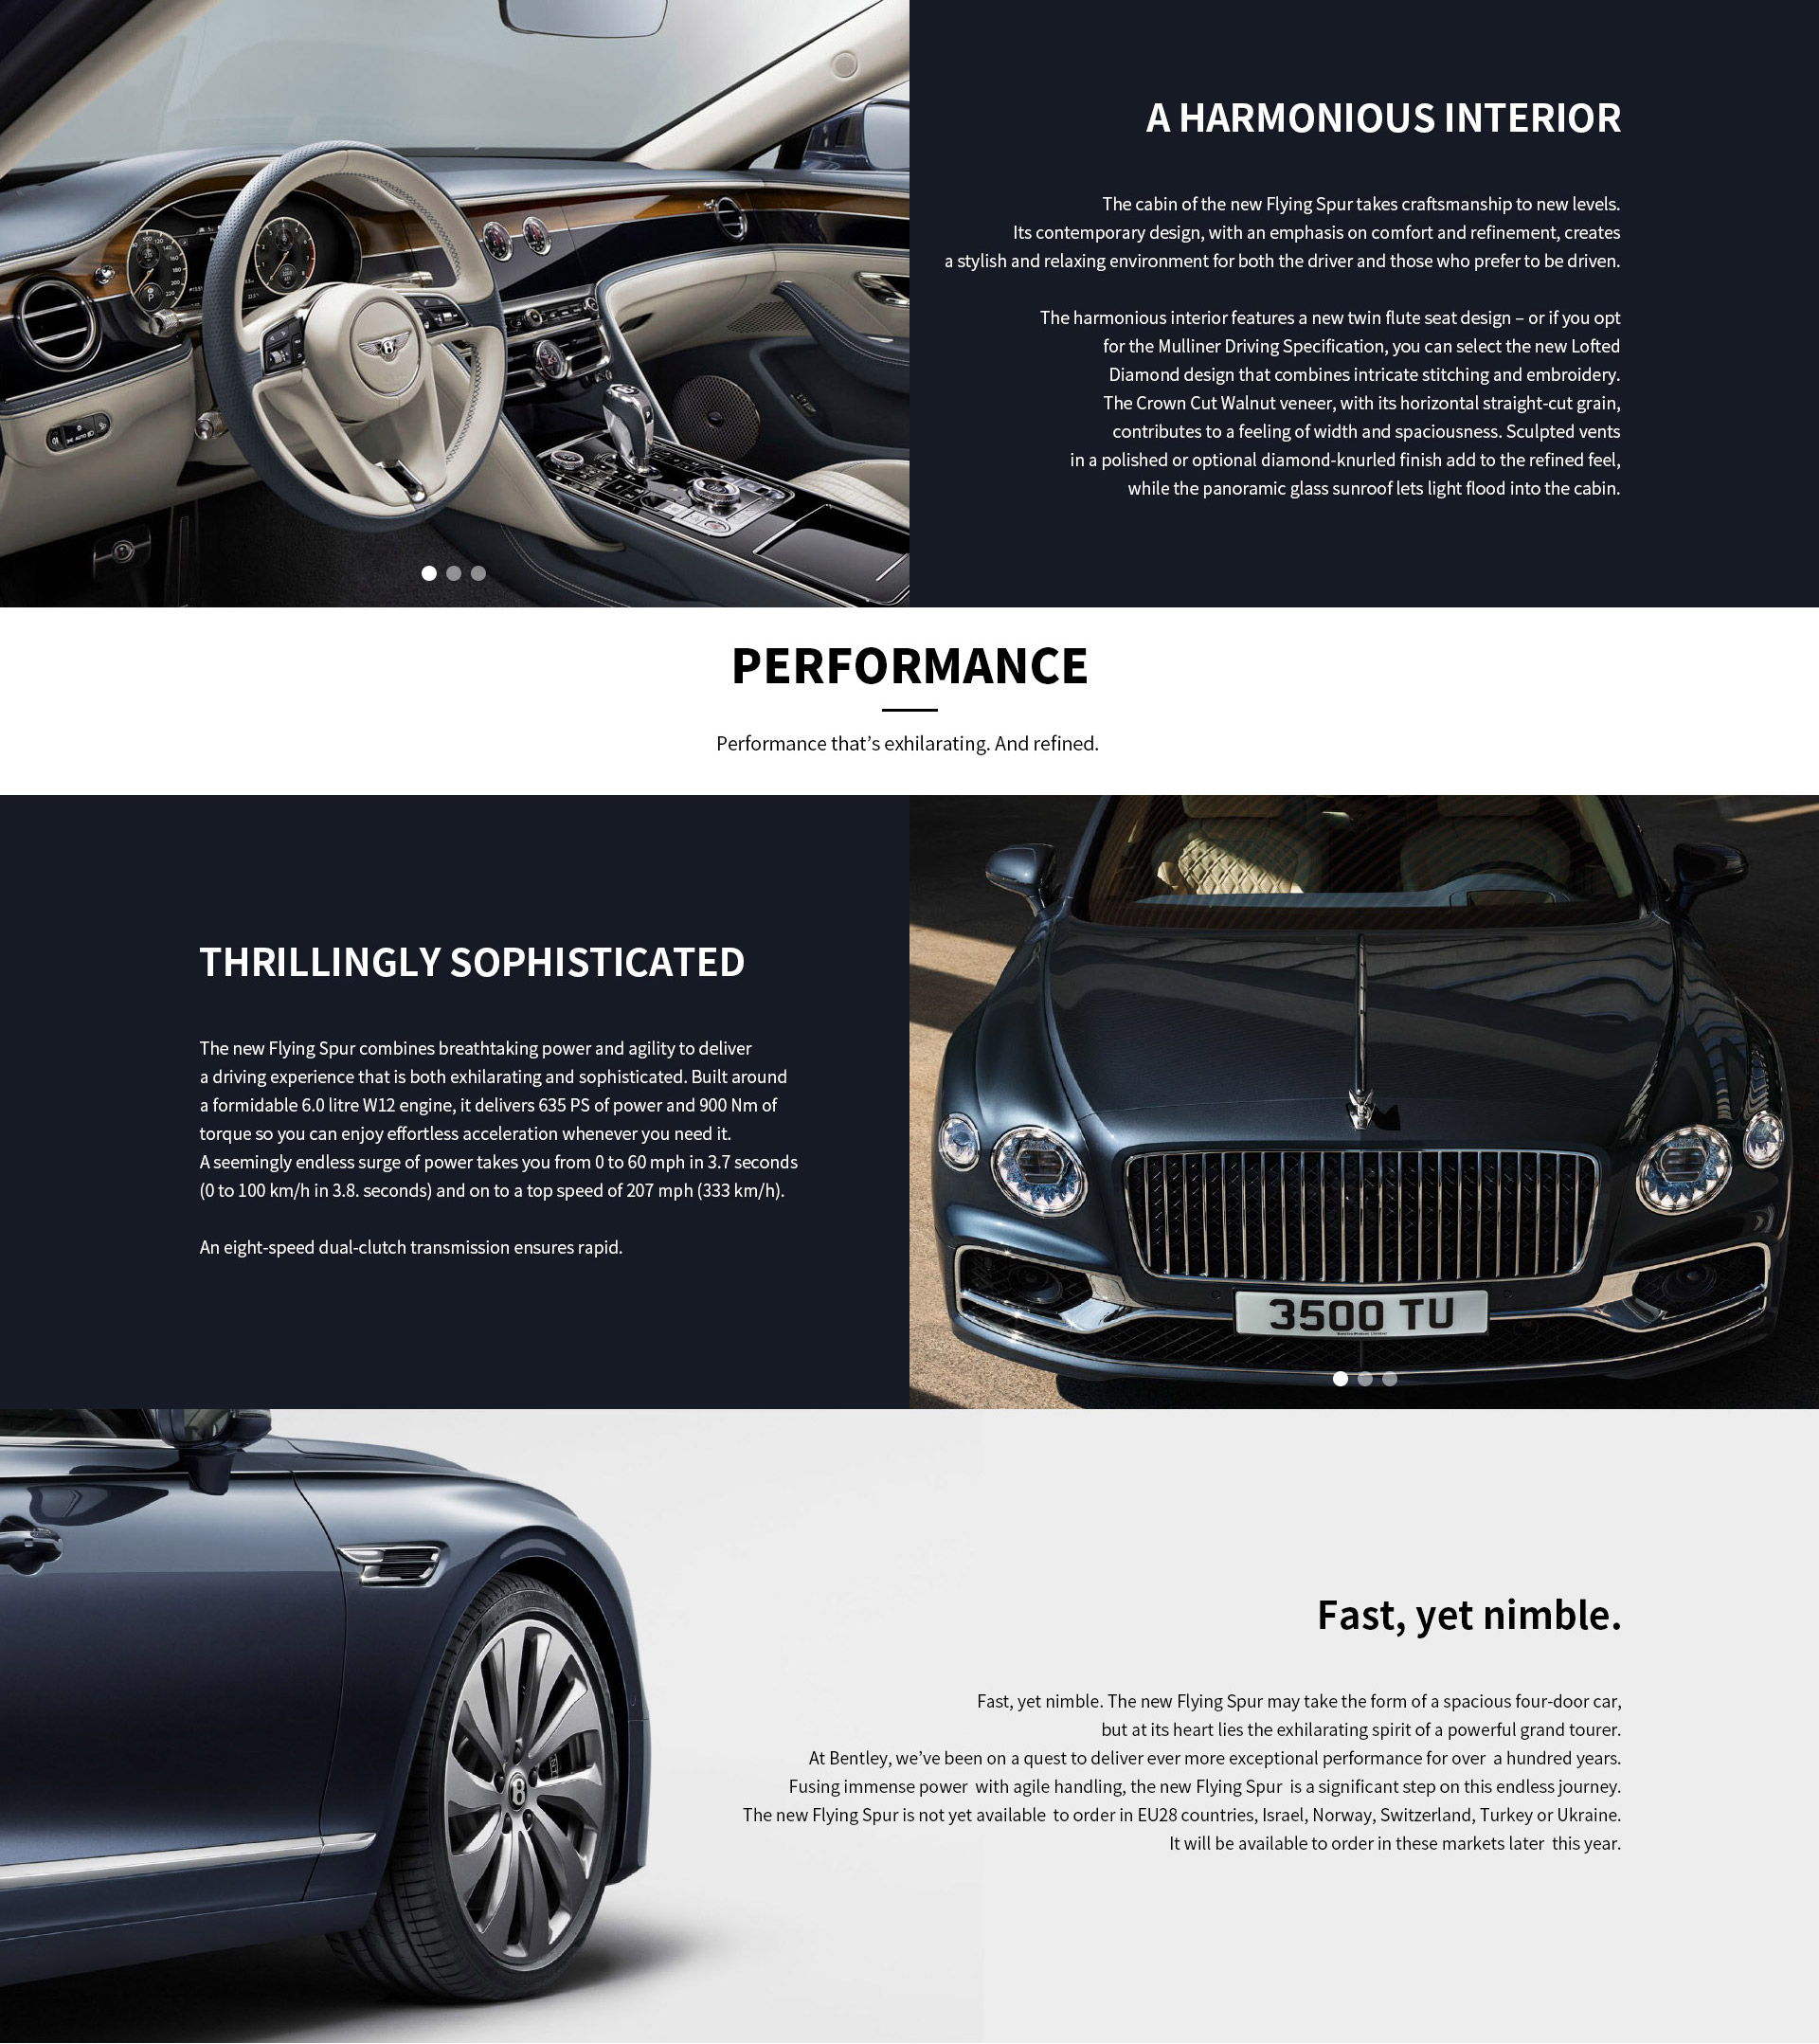 A HARMONIOUS INTERIOR
The cabin of the new Flying Spur takes craftsmanship to new levels.
Its contemporary design, with an emphasis on comfort and refinement, creates
a stylish and relaxing environment for both the driver and those who prefer to be driven.
The harmonious interior features a new twin flute seat design – or if you opt
for the Mulliner Driving Specification, you can select the new Lofted
Diamond design that combines intricate stitching and embroidery.
The Crown Cut Walnut veneer, with its horizontal straight-cut grain,
contributes to a feeling of width and spaciousness. Sculpted vents
in a polished or optional diamond-knurled finish add to the refined feel,
while the panoramic glass sunroof lets light flood into the cabin.
PERFORMANCE
Performance that’s exhilarating. And refined.
THRILLINGLY SOPHISTICATED
The new Flying Spur combines breathtaking power and agility to deliver
a driving experience that is both exhilarating and sophisticated. Built around
a formidable 6.0 litre W12 engine, it delivers 635 PS of power and 900 Nm of
torque so you can enjoy effortless acceleration whenever you need it.
A seemingly endless surge of power takes you from 0 to 60 mph in 3.7 seconds
(0 to 100 km/h in 3.8. seconds) and on to a top speed of 207 mph (333 km/h).
An eight-speed dual-clutch transmission ensures rapid.
3500 TU
Fast, yet nimble.
Fast, yet nimble. The new Flying Spur may take the form of a spacious four-door car,
but at its heart lies the exhilarating spirit of a powerful grand tourer.
At Bentley, we’ve been on a quest to deliver ever more exceptional performance for over a hundred years.
Fusing immense power with agile handling, the new Flying Spur is a significant step on this endless journey.
The new Flying Spur is not yet available to order in EU28 countries, Israel, Norway, Switzerland, Turkey or Ukraine.
It will be available to order in these markets later this year.